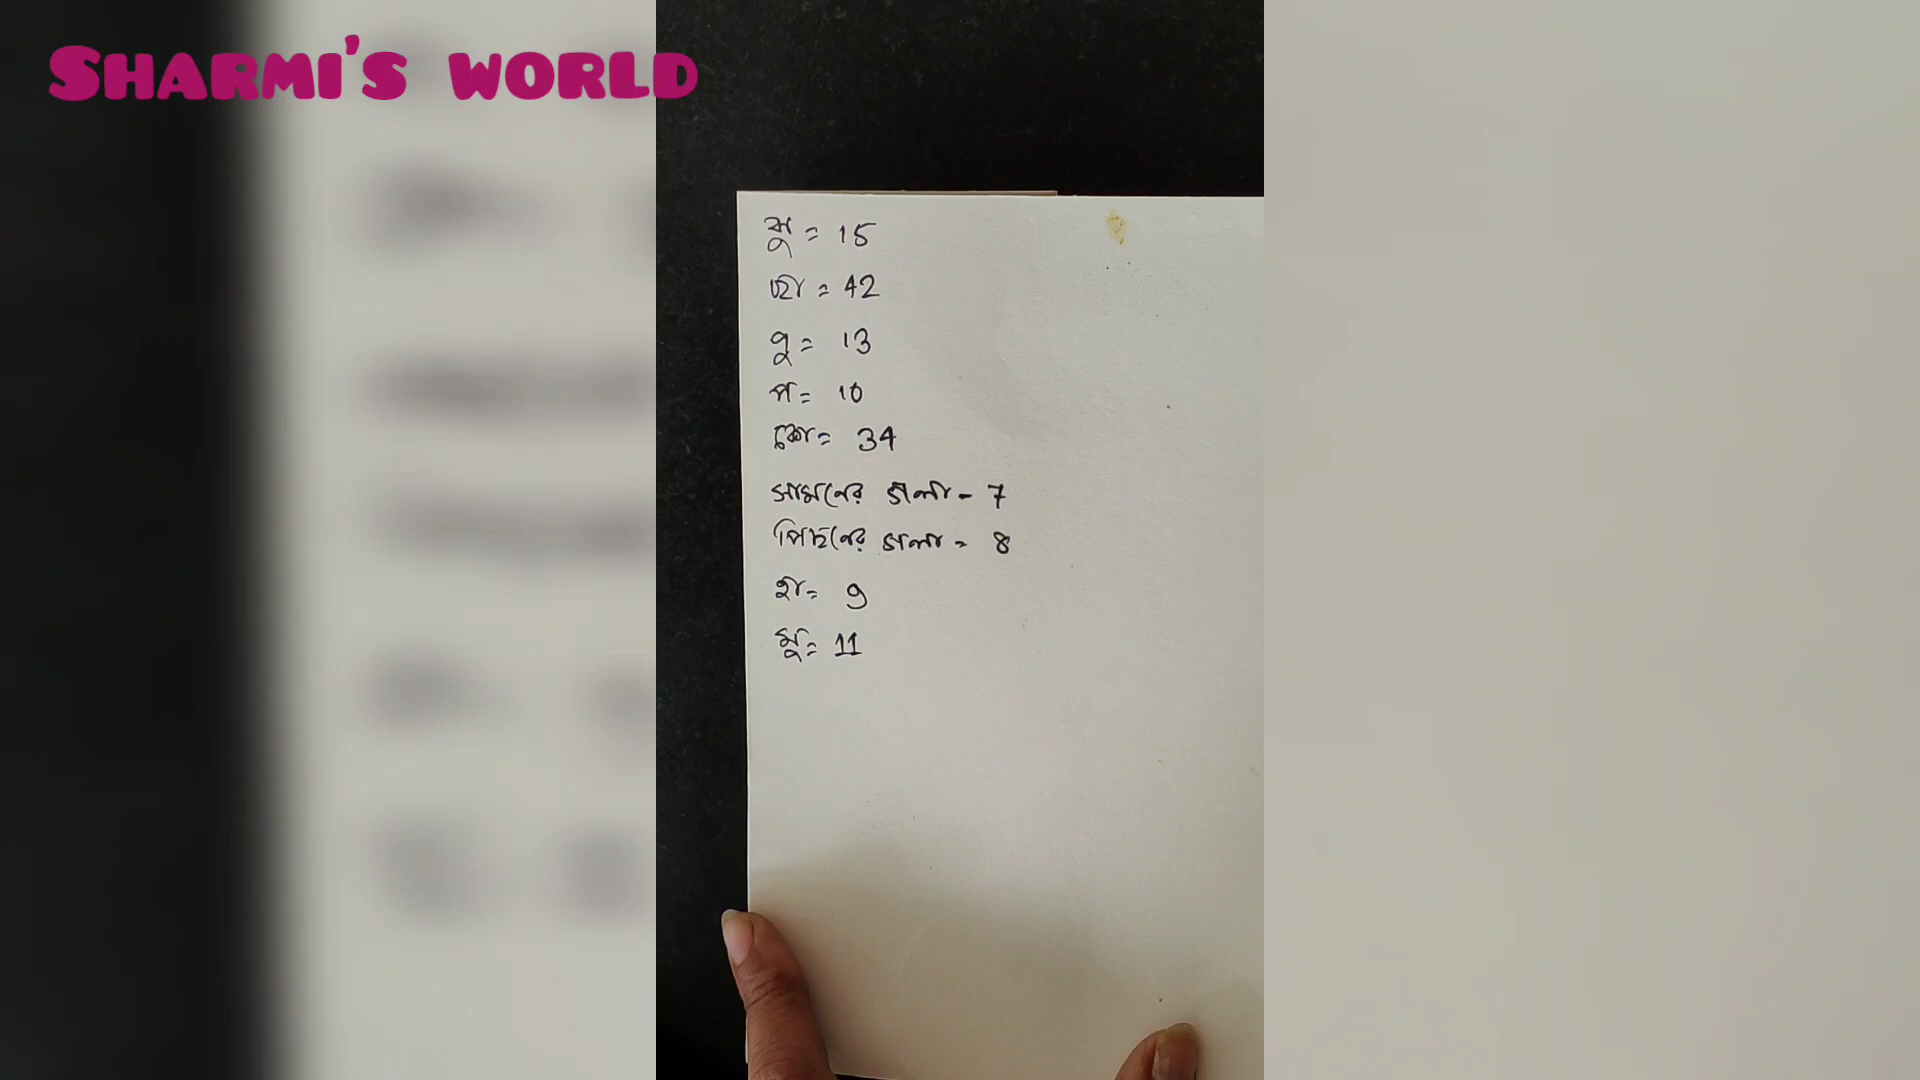 SHARMI'S WORLD
ঝু = 15
ছা = 42
পু = 13
প = 10
কো = 34
সামনের গলা - 7
পিছনের গলা = 8
হা = 9
মু = 11